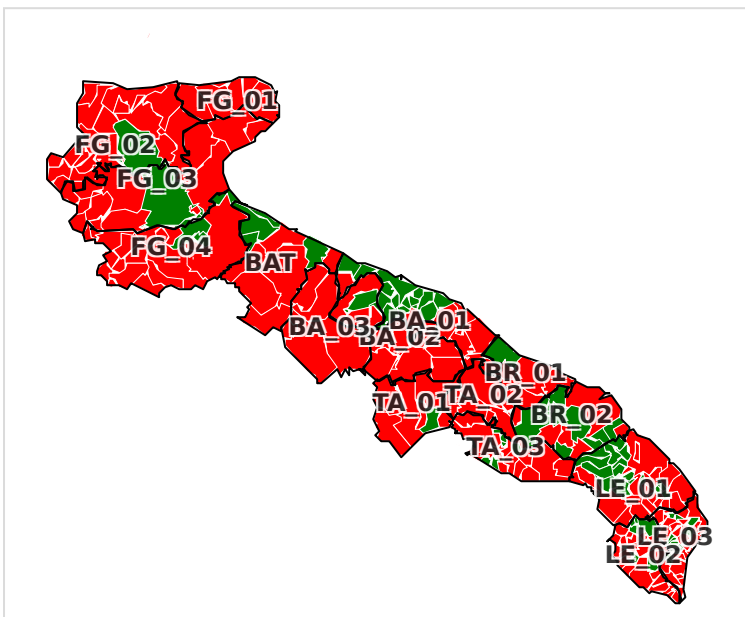 FG_01
FG_02
FG_03
FG_04
BAT
BA_01
BA_03
BA_02
BR_01
TA_02
TA_01
BR_02
TA_03
LE_01
LE_03
LE_02